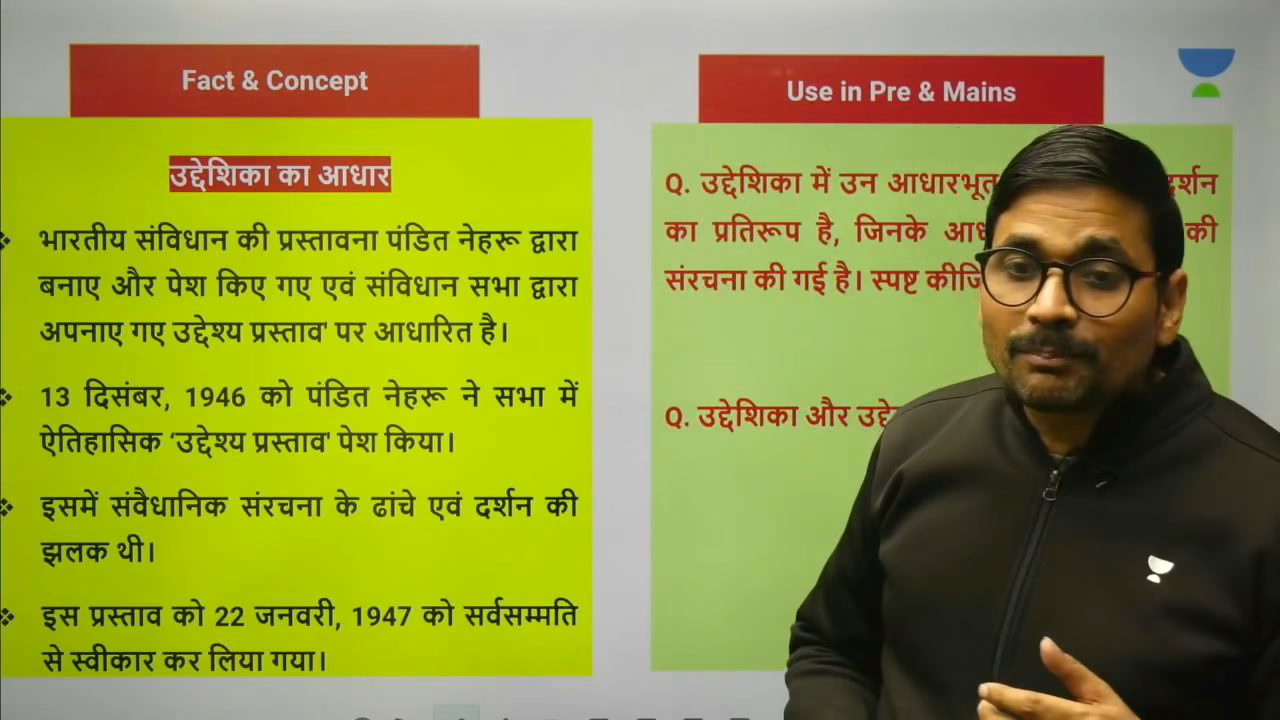 Fact & Concept
उद्देशिका का आधार
भारतीय संविधान की प्रस्तावना पंडित नेहरू द्वारा
बनाए और पेश किए गए एवं संविधान सभा द्वारा
अपनाए गए उद्देश्य प्रस्ताव' पर आधारित है।
13 दिसंबर, 1946 को पंडित नेहरू ने सभा में
ऐतिहासिक ‘उद्देश्य प्रस्ताव' पेश किया।
इसमें संवैधानिक संरचना के ढांचे एवं दर्शन की
झलक थी।
इस प्रस्ताव को 22 जनवरी, 1947 को सर्वसम्मति
से स्वीकार कर लिया गया।
Use in Pre & Mains
Q. उद्देशिका में उन आधारभूत
का प्रतिरूप है, जिनके की
संरचना की गई है। स्पष्ट
Q. उद्देशिका और